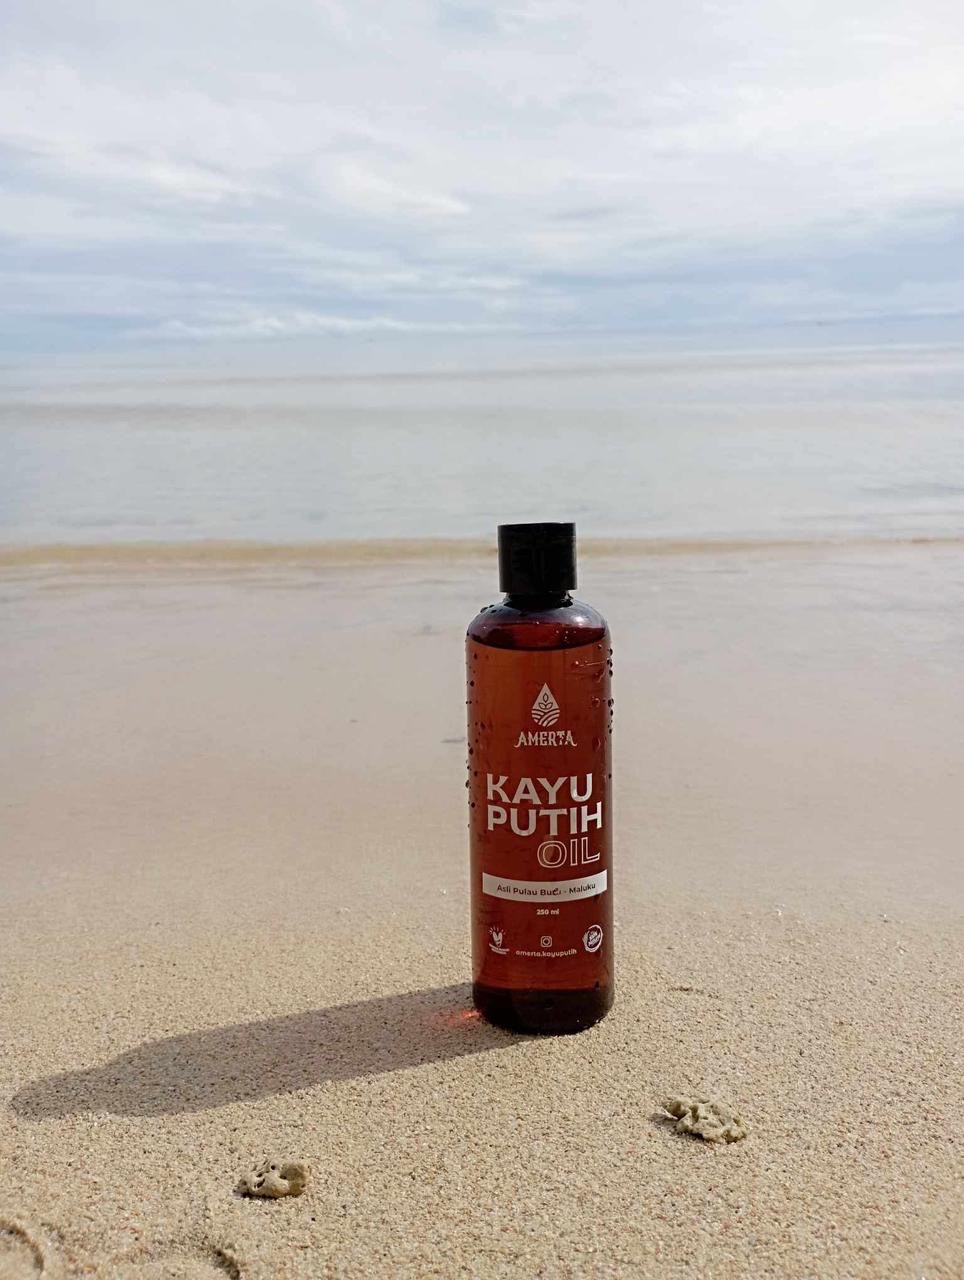 AMERTA
KAYU
PUTIH
OIL
Asli Pulau Buru - Maluku
250 ml
amerta.kayuputih